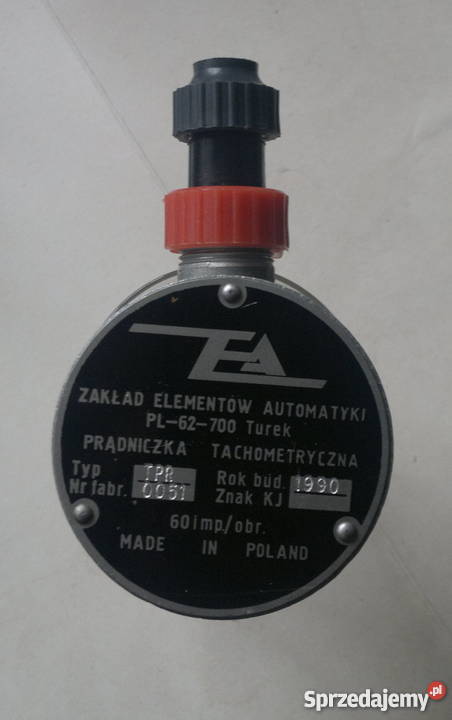 ZEA
ZAKŁAD ELEMENTÓW AUTOMATYKI
PL-62-700 Turek
PRĄDNICZKA TACHOMETRYCZNA
Typ TPR Rok bud. 1990
Nr fabr. 0051 Znak KJ
60imp/obr.
MADE IN POLAND
Sprzedajemy.pl